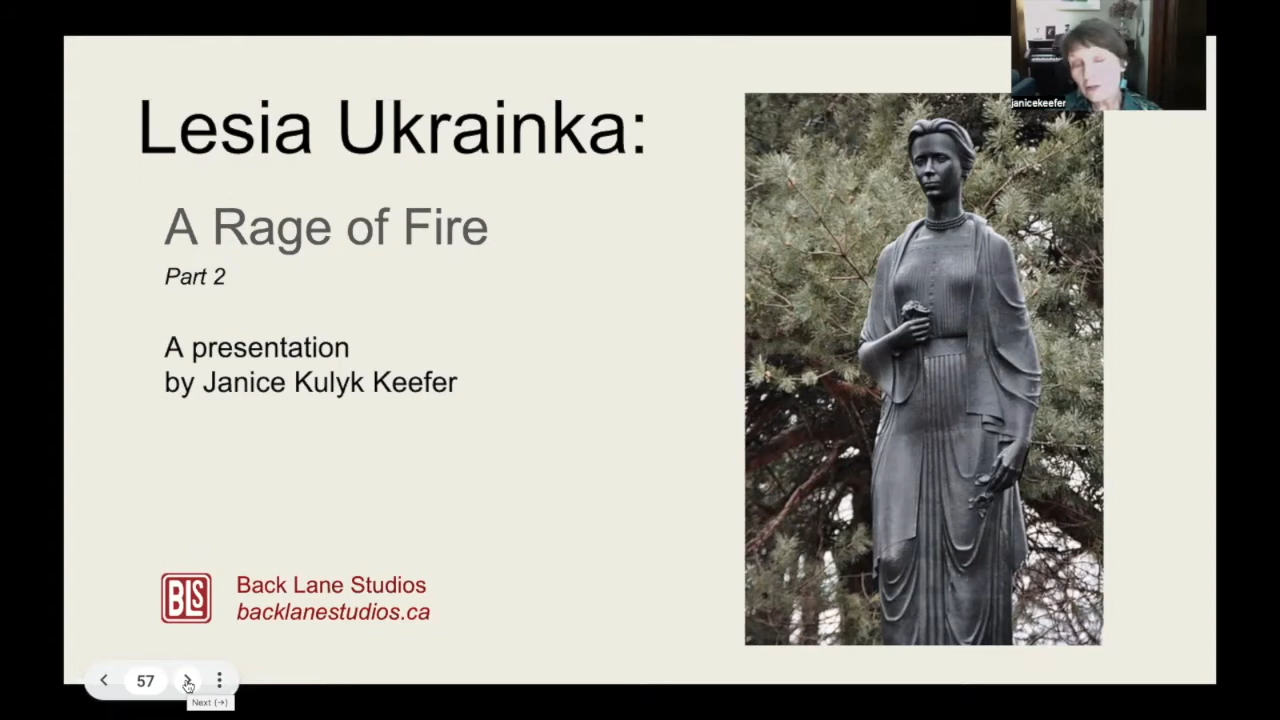 janicekeefer
Lesia Ukrainka:
A Rage of Fire
Part 2
A presentation
by Janice Kulyk Keefer
BLS
Back Lane Studios
backlanestudios.ca
57
Next (→)